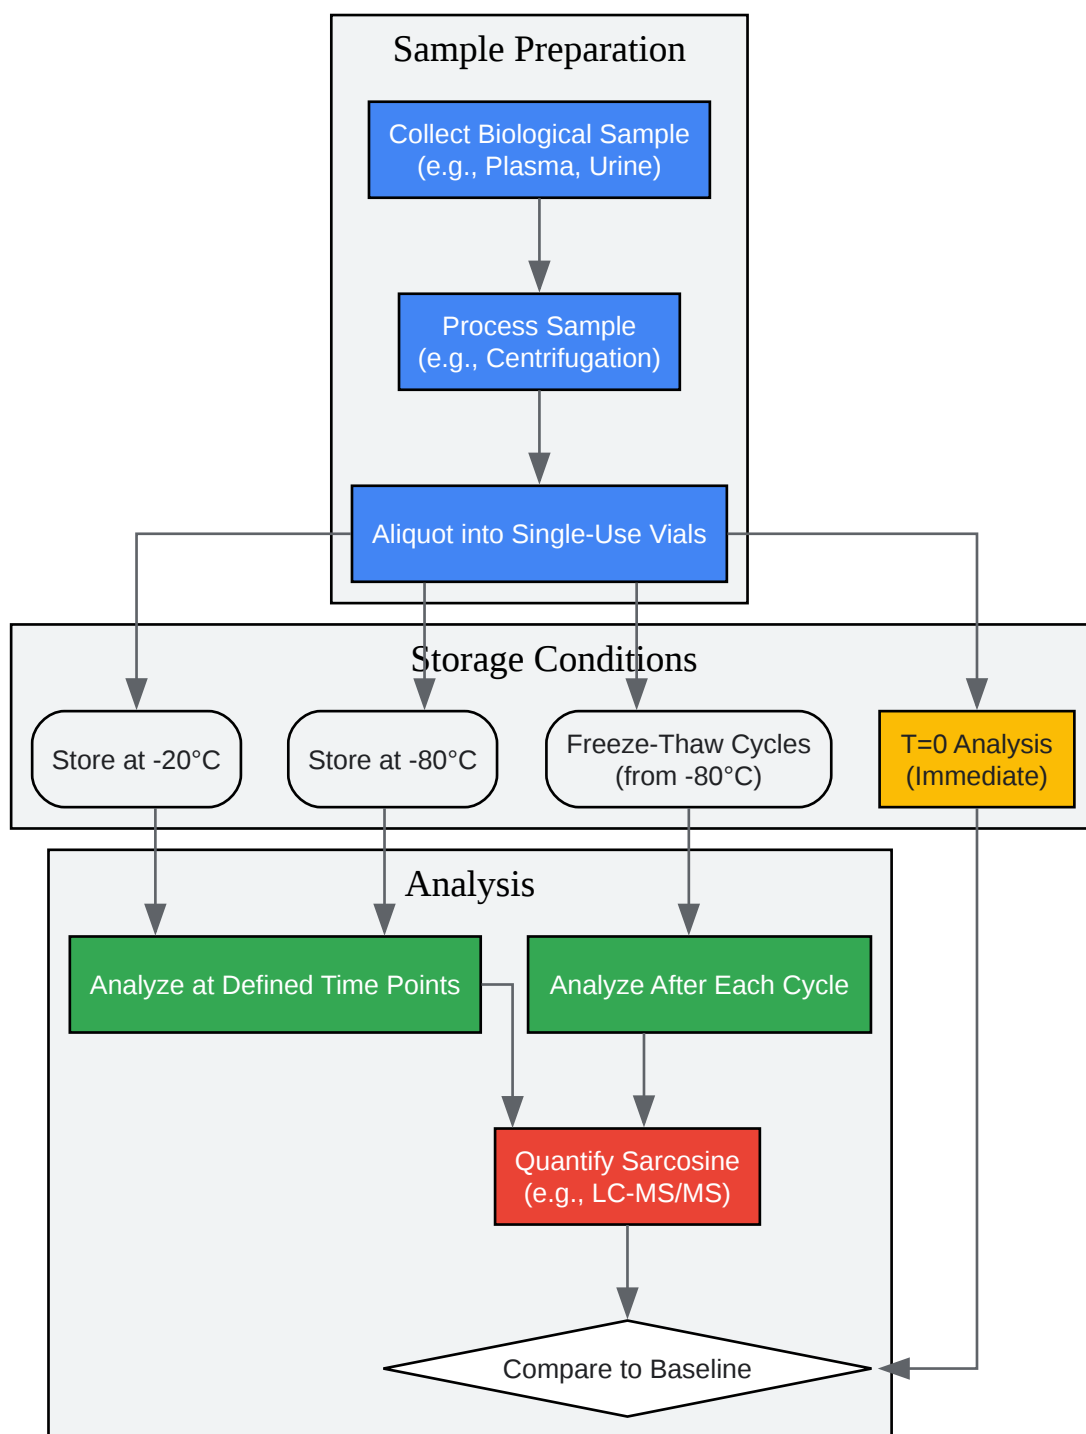 Sample Preparation
Collect Biological Sample
(e.g., Plasma, Urine)
Process Sample
(e.g., Centrifugation)
Aliquot into Single-Use Vials
Storage Conditions
Store at -20°C
Store at -80°C
Freeze-Thaw Cycles
(from -80°C)
T=0 Analysis
(Immediate)
Analysis
Analyze at Defined Time Points
Analyze After Each Cycle
Quantify Sarcosine
(e.g., LC-MS/MS)
Compare to Baseline